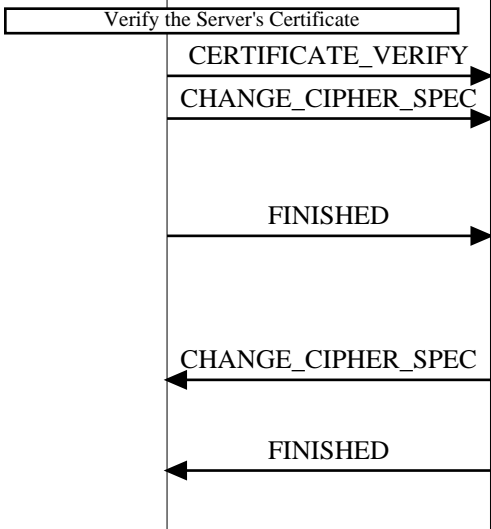 Verify the Server's Certificate
CERTIFICATE_VERIFY
CHANGE_CIPHER_SPEC
FINISHED
CHANGE_CIPHER_SPEC
FINISHED